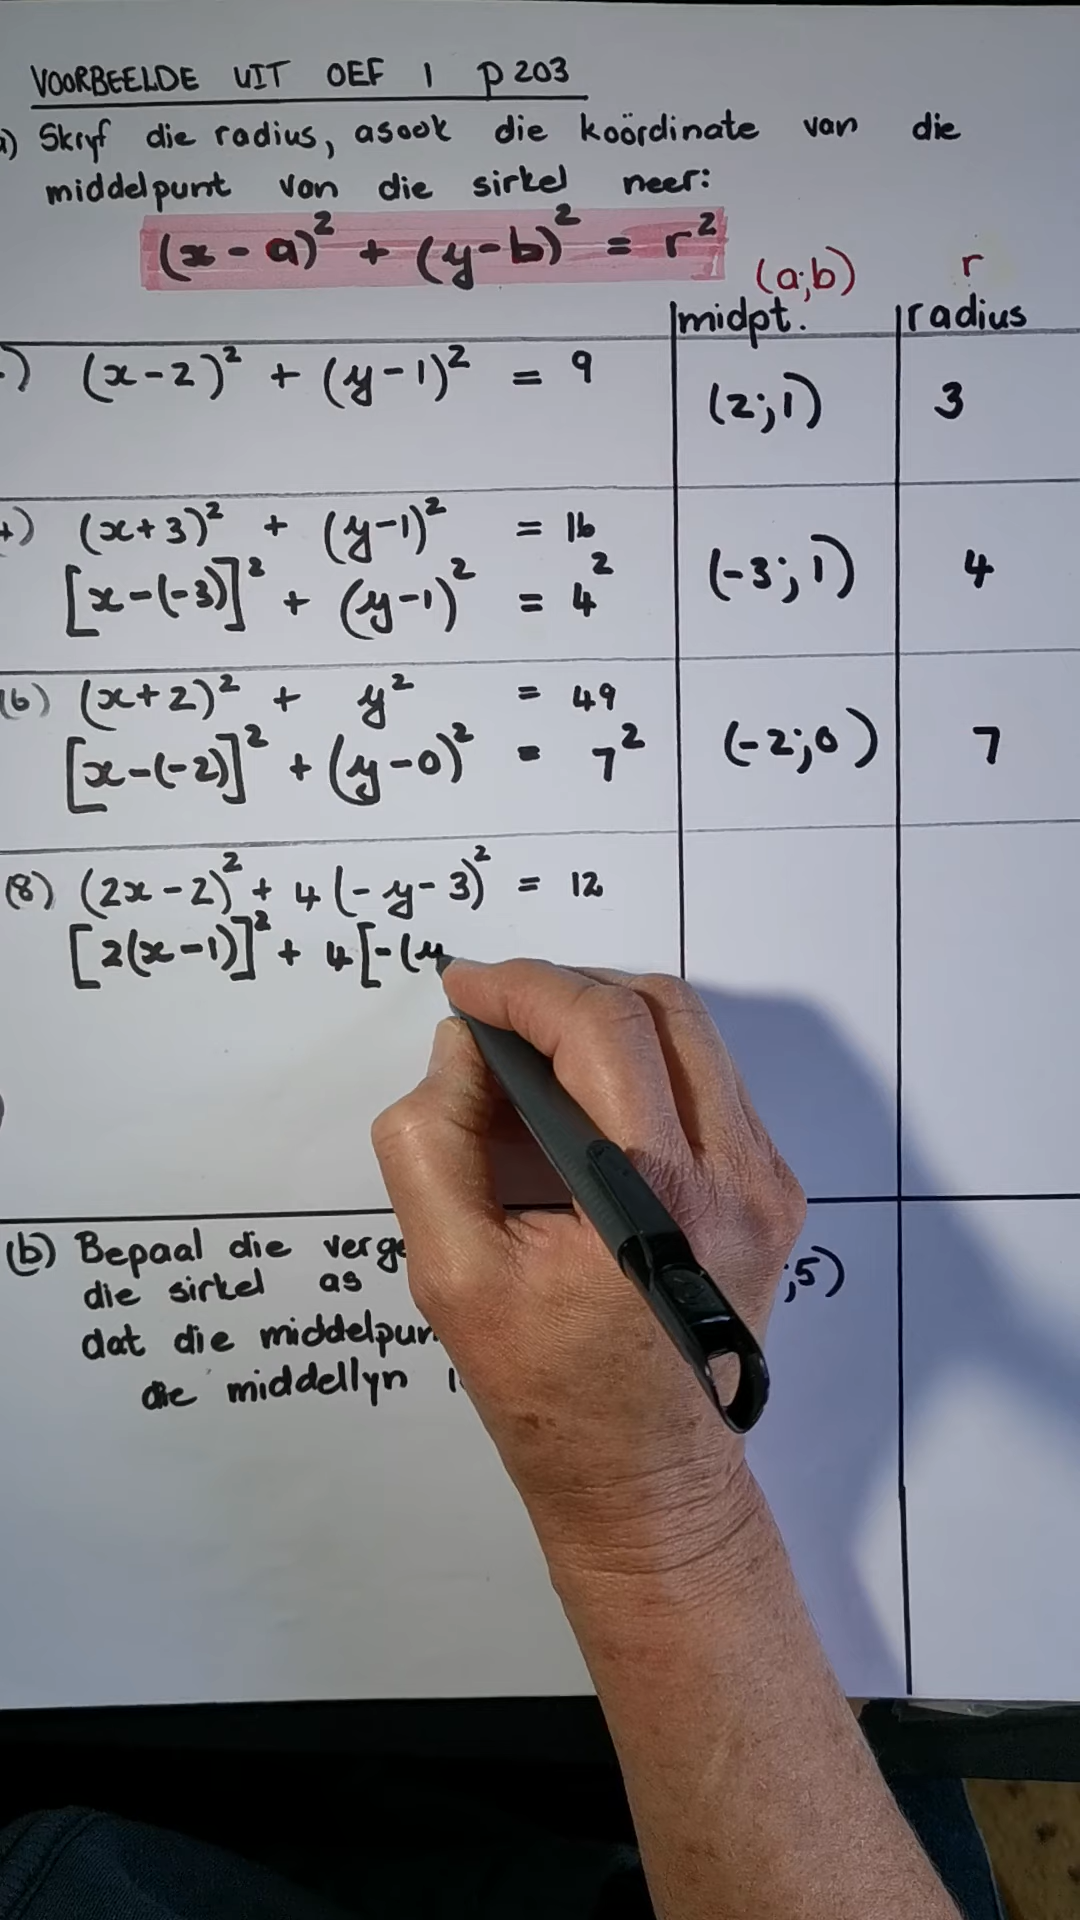 VOORBEELDE UIT OEF 1 p 203
a) Skryf die radius, asook die koördinate van die
middelpunt van die sirkel neer:
(x - a)² + (y - b)² = r²
(a;b) r
midpt. radius
) (x - 2)² + (y - 1)² = 9 (2;1) 3
) (x + 3)² + (y - 1)² = 16
[x - (-3)]² + (y - 1)² = 4² (-3;1) 4
(6) (x + 2)² + y² = 49
[x - (-2)]² + (y - 0)² = 7² (-2;0) 7
(8) (2x - 2)² + 4(-y - 3)² = 12
[2(x - 1)]² + 4[-(y
(b) Bepaal die verge
die sirkel as ;5)
dat die middelpun
die middellyn